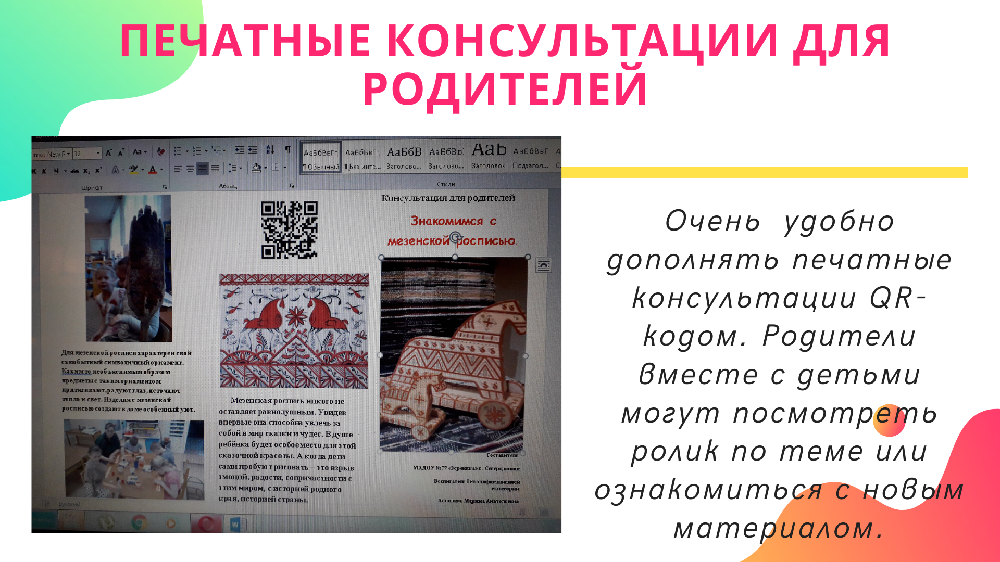 ПЕЧАТНЫЕ КОНСУЛЬТАЦИИ ДЛЯ
РОДИТЕЛЕЙ
Times New F
12
Aa
Ж К Ч abc x₂ x²
Шрифт
Абзац
АаБбВвГг,
АаБбВвГг,
АаБбВ
АаБбВв.
АаЬ
АаБбВвГ
¶ Обычный
¶ Без инте...
Заголово...
Заголово...
Заголовок
Подзагол...
Стили
Для мезенской росписи характерен свой
самобытный символичный орнамент.
Каким то необъяснимым образом
предметы с таким орнаментом
притягивают, радуют глаз, источают
тепло и свет. Изделия с мезенской
росписью создают в доме особенный уют.
Мезенская роспись никого не
оставляет равнодушным. Увидев
впервые она способна увлечь за
собой в мир сказки и чудес. В душе
ребёнка будет особое место для этой
сказочной красоты. А когда дети
сами пробуют рисовать – это взрыв
эмоций, радости, сопричастности с
этим миром, с историей родного
края, историей страны.
Консультация для родителей
Знакомимся с
мезенской росписью.
Составитель:
МАДОУ №77 «Зоренька» г. Северодвинск
Воспитатель I квалификационной
категории
Асташева Марина Анатольевна
русский
Очень удобно
дополнять печатные
консультации QR-
кодом. Родители
вместе с детьми
могут посмотреть
ролик по теме или
ознакомиться с новым
материалом.